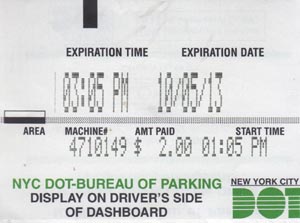 EXPIRATION TIME EXPIRATION DATE
03:05 PM 10/05/13
AREA MACHINE# AMT PAID START TIME
4710149 $ 2.00 01:05 PM
NYC DOT-BUREAU OF PARKING
DISPLAY ON DRIVER'S SIDE
OF DASHBOARD
NEW YORK CITY
DOT